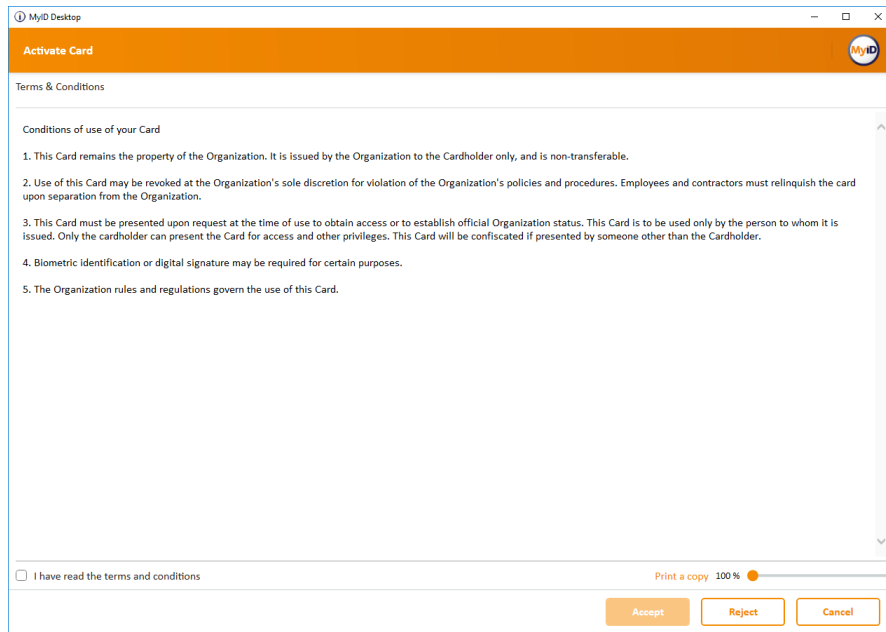 MyID Desktop
Activate Card
MyID
Terms & Conditions
Conditions of use of your Card
1. This Card remains the property of the Organization. It is issued by the Organization to the Cardholder only, and is non-transferable.
2. Use of this Card may be revoked at the Organization's sole discretion for violation of the Organization's policies and procedures. Employees and contractors must relinquish the card
upon separation from the Organization.
3. This Card must be presented upon request at the time of use to obtain access or to establish official Organization status. This Card is to be used only by the person to whom it is
issued. Only the cardholder can present the Card for access and other privileges. This Card will be confiscated if presented by someone other than the Cardholder.
4. Biometric identification or digital signature may be required for certain purposes.
5. The Organization rules and regulations govern the use of this Card.
I have read the terms and conditions
Print a copy 100 %
Accept Reject Cancel